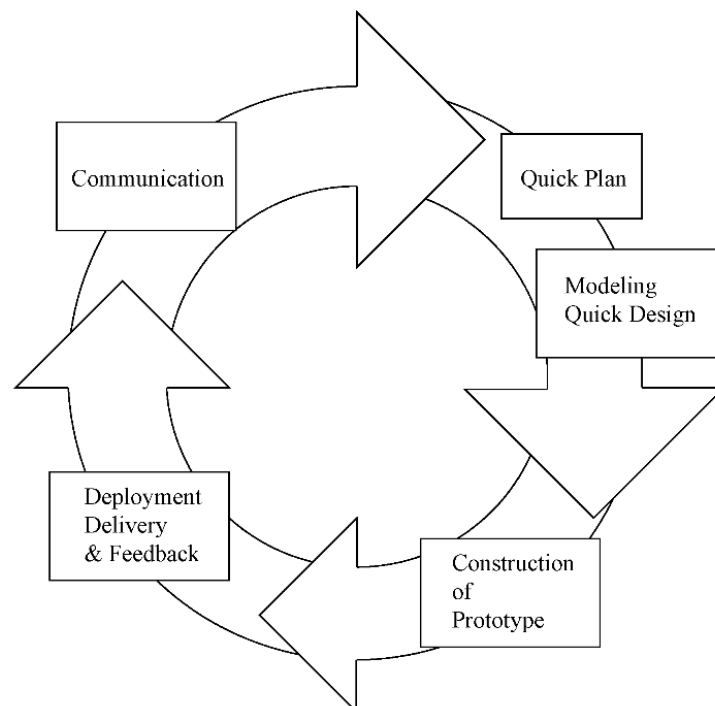 Communication
Quick Plan
Modeling
Quick Design
Construction
of
Prototype
Deployment
Delivery
& Feedback